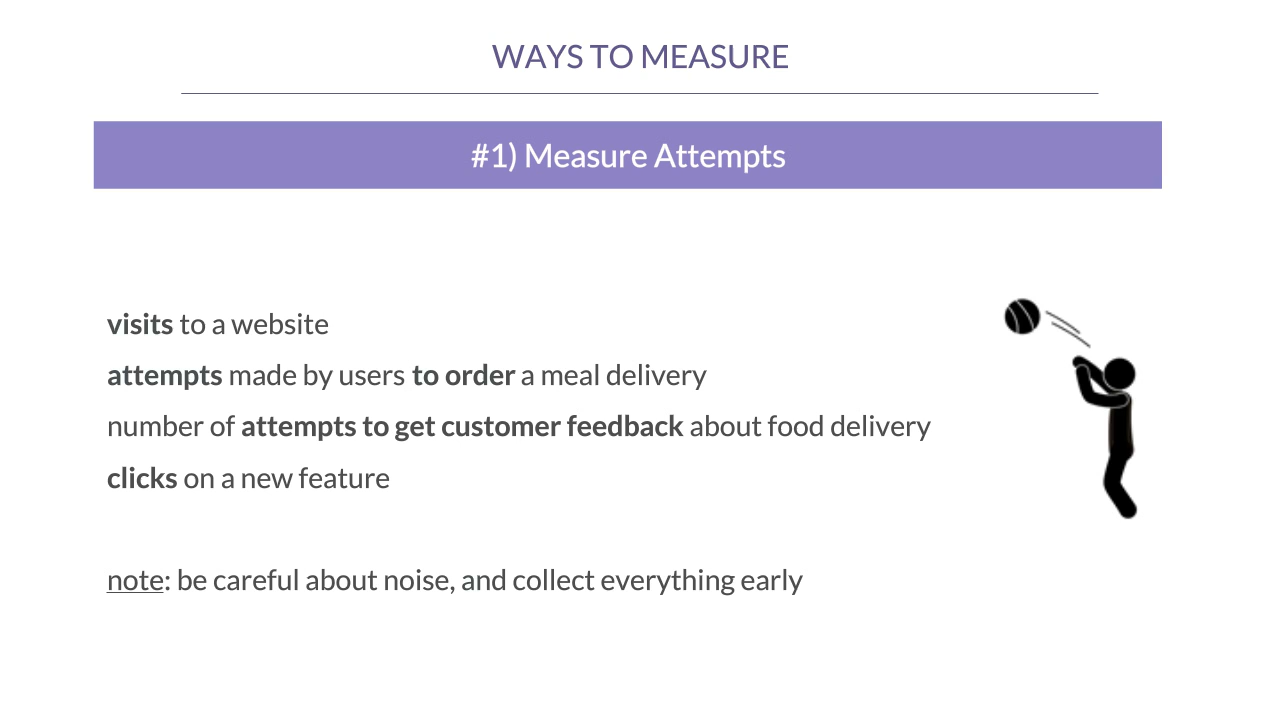 WAYS TO MEASURE
#1) Measure Attempts
visits to a website
attempts made by users to order a meal delivery
number of attempts to get customer feedback about food delivery
clicks on a new feature
note: be careful about noise, and collect everything early